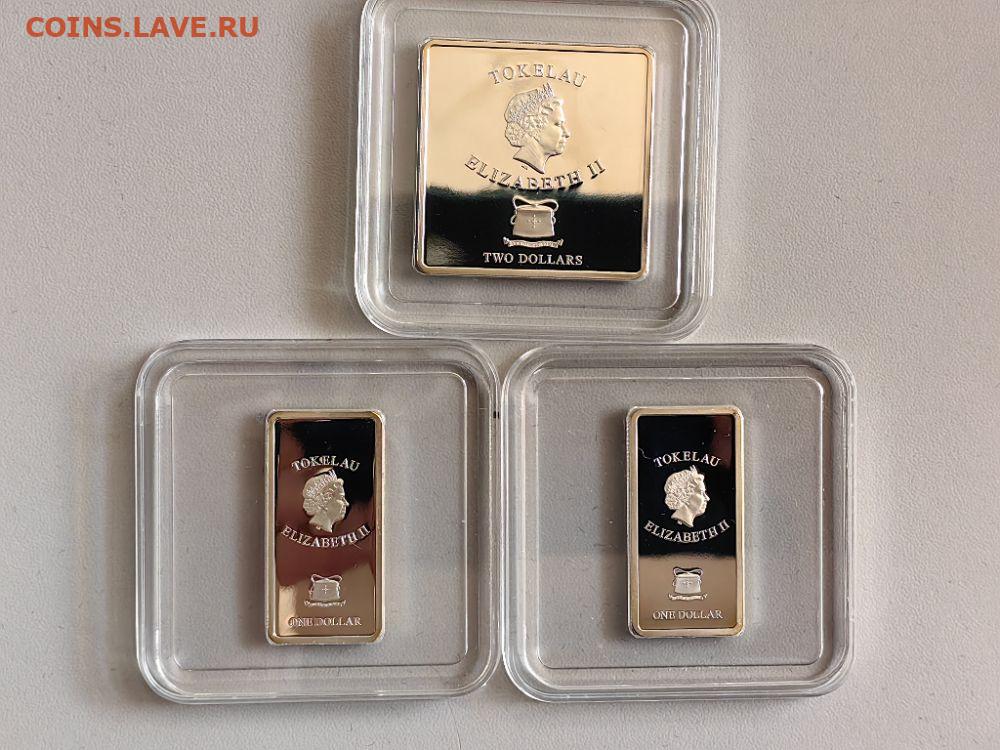 COINS.LAVE.RU
TOKELAU
ELIZABETH II
TWO DOLLARS
TOKELAU
ELIZABETH II
ONE DOLLAR
TOKELAU
ELIZABETH II
ONE DOLLAR